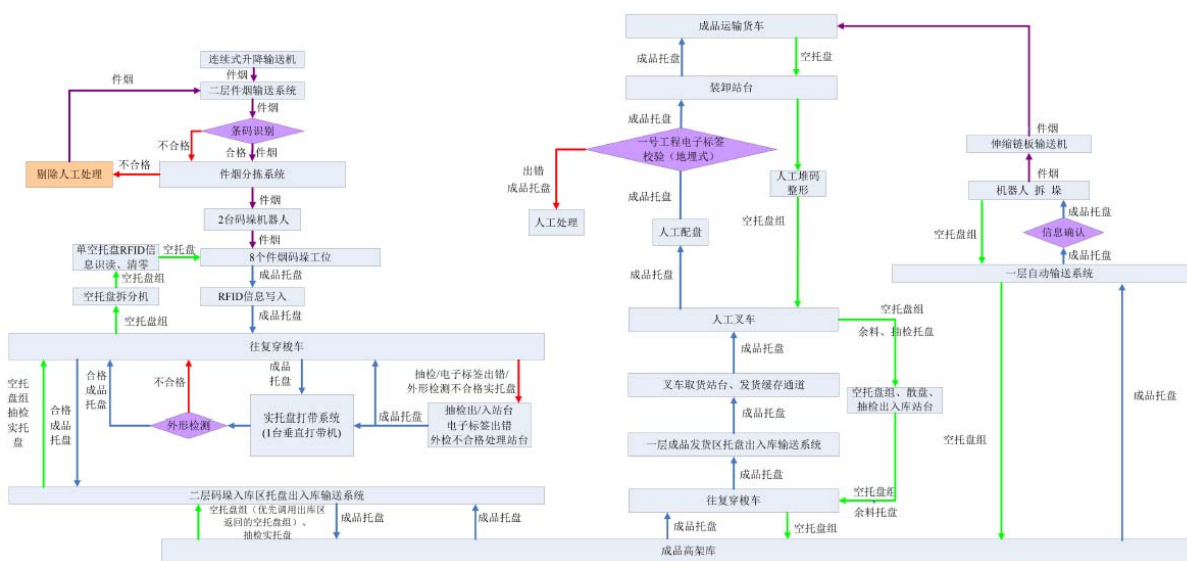 连续式升降输送机
件烟
件烟
二层件烟输送系统
件烟
条码识别
不合格
合格
件烟
不合格
剔除人工处理
件烟分拣系统
件烟
2台码垛机器人
件烟
单空托盘RFID信
息识读、清零
空托盘
8个件烟码垛工位
空托盘组
成品托盘
空托盘拆分机
RFID信息写入
空托盘组
成品托盘
往复穿梭车
空托
盘组
抽检
实托
盘
合格
成品
托盘
合格
成品
托盘
不合格
外形检测
成品
托盘
实托盘打带系统
(1台垂直打带机)
成品托盘
抽检/电子标签出错/
外形检测不合格实托盘
抽检出/入站台
电子标签出错
外检不合格处理站台
二层码垛入库区托盘出入库输送系统
空托盘组（优先调用出库区
返回的空托盘组）、
抽检实托盘
成品托盘
成品托盘
成品运输货车
成品托盘
空托盘
装卸站台
成品托盘
一号工程电子标签
校验（地埋式）
出错
成品托盘
人工处理
成品托盘
人工堆码
整形
人工配盘
空托盘组
成品托盘
人工叉车
空托盘组
余料、抽检托盘
成品托盘
叉车取货站台、发货缓存通道
空托盘组、散盘、
抽检出入库站台
成品托盘
一层成品发货区托盘出入库输送系统
成品托盘
空托盘组
余料托盘
往复穿梭车
成品托盘
空托盘组
件烟
伸缩链板输送机
件烟
机器人 拆 垛
成品托盘
空托盘组
信息确认
成品托盘
一层自动输送系统
空托盘组
成品托盘
成品高架库